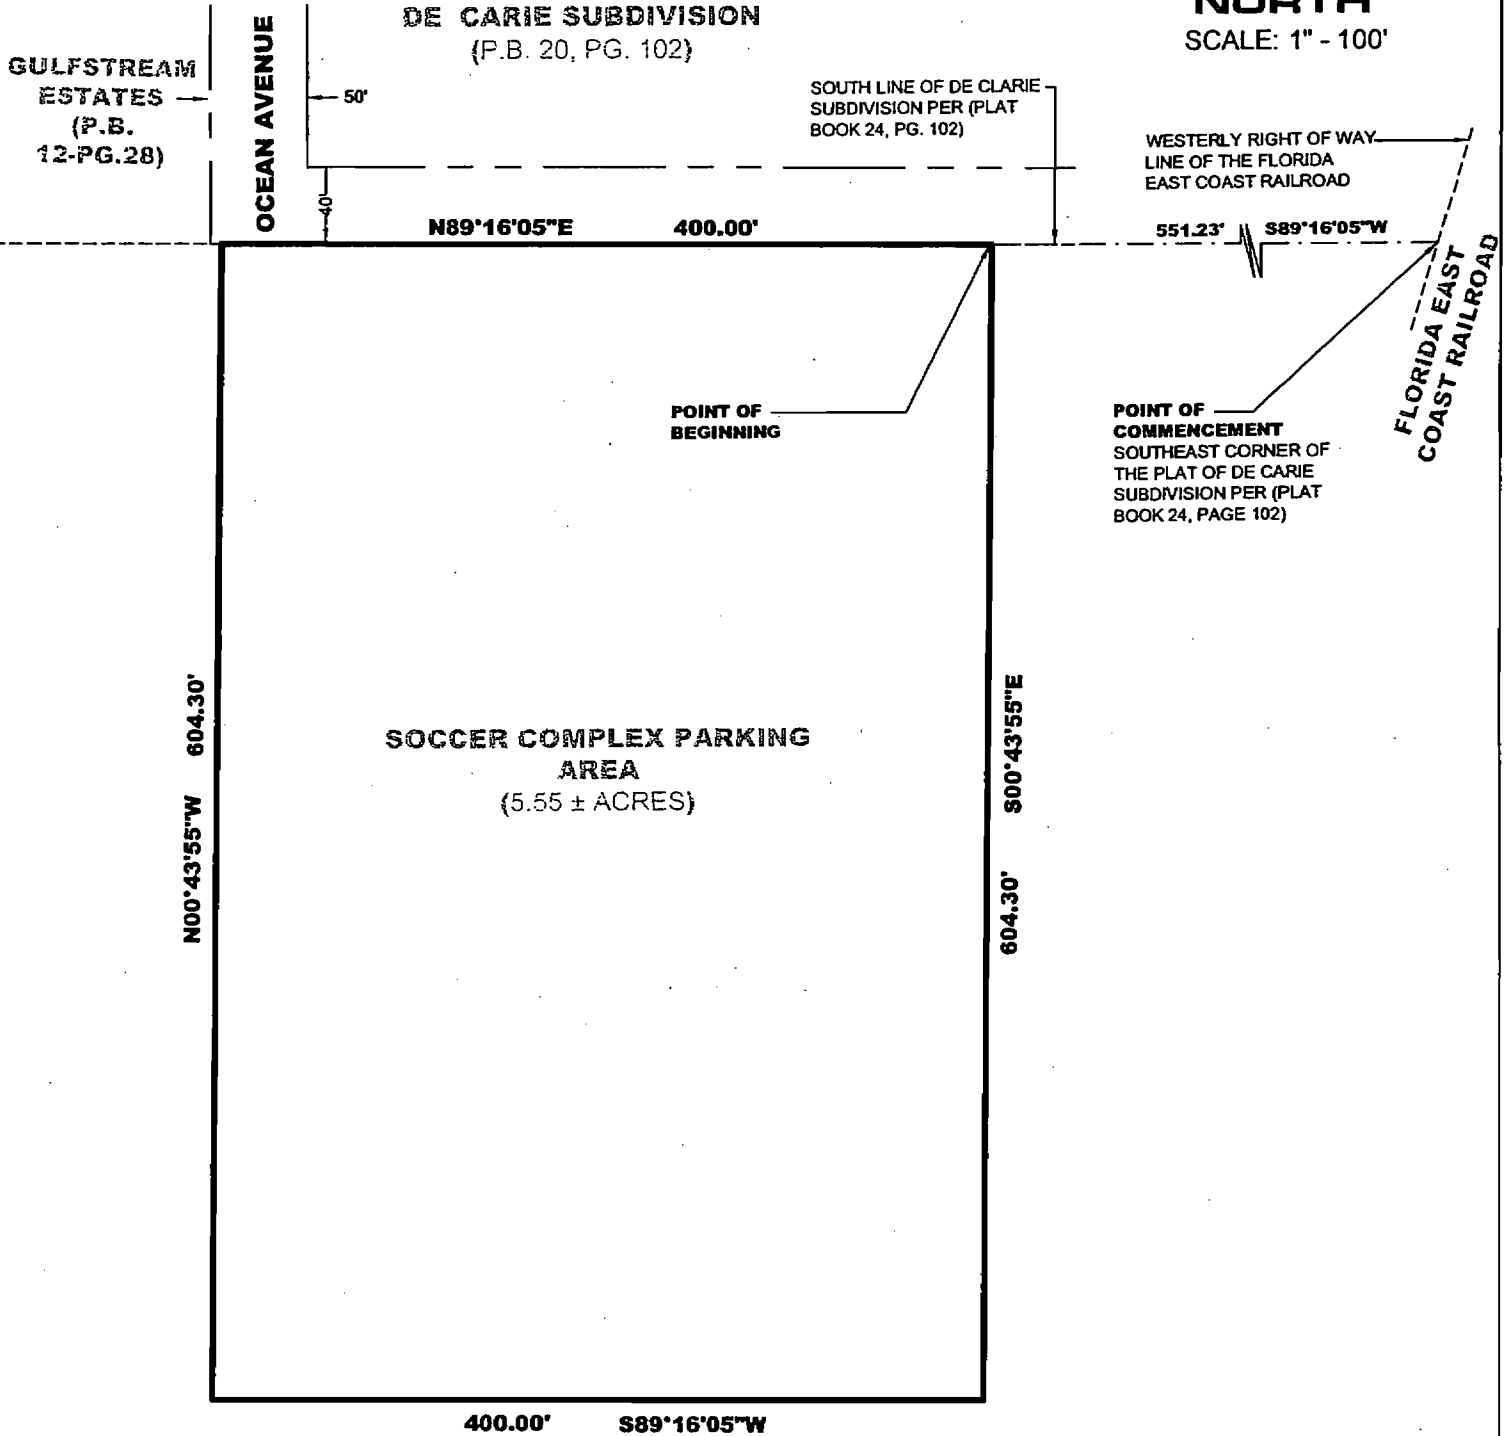 DE CARIE SUBDIVISION
(P.B. 20, PG. 102)
NORTH
SCALE: 1" - 100'
GULFSTREAM
ESTATES
(P.B.
12-PG.28)
OCEAN AVENUE
50'
40'
SOUTH LINE OF DE CLARIE
SUBDIVISION PER (PLAT
BOOK 24, PG. 102)
WESTERLY RIGHT OF WAY
LINE OF THE FLORIDA
EAST COAST RAILROAD
N89°16'05"E 400.00'
551.23' S89°16'05"W
FLORIDA EAST
COAST RAILROAD
POINT OF
BEGINNING
POINT OF
COMMENCEMENT
SOUTHEAST CORNER OF
THE PLAT OF DE CARIE
SUBDIVISION PER (PLAT
BOOK 24, PAGE 102)
N00°43'55"W 604.30'
SOCCER COMPLEX PARKING
AREA
(5.55 ± ACRES)
S00°43'55"E
604.30'
400.00' S89°16'05"W